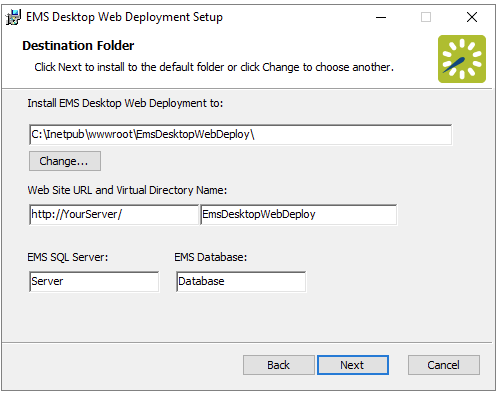 EMS Desktop Web Deployment Setup
Destination Folder
Click Next to install to the default folder or click Change to choose another.
Install EMS Desktop Web Deployment to:
C:\Inetpub\wwwroot\EmsDesktopWebDeploy\
Change...
Web Site URL and Virtual Directory Name:
http://YourServer/ EmsDesktopWebDeploy
EMS SQL Server: EMS Database:
Server Database
Back Next Cancel